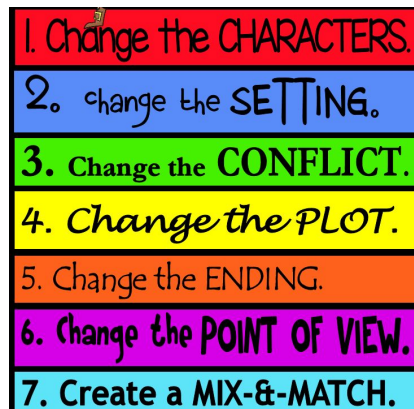 1. Change the CHARACTERS.
2. change the SETTING.
3. Change the CONFLICT.
4. Change the PLOT.
5. Change the ENDING.
6. Change the POINT OF VIEW.
7. Create a MIX-&-MATCH.